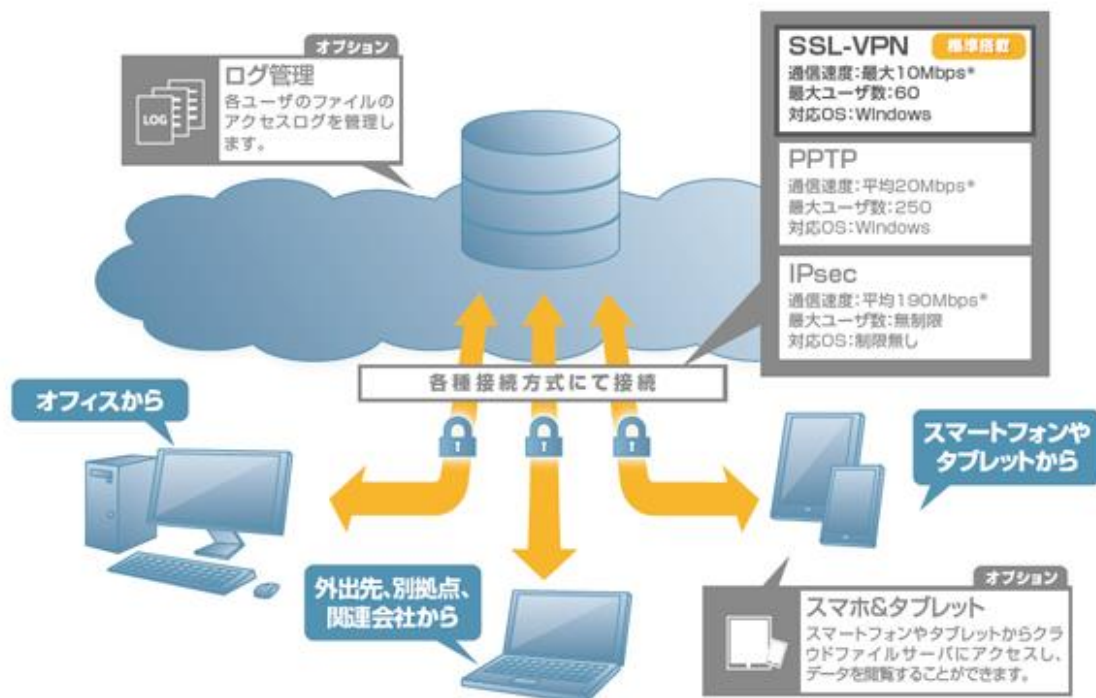 オプション
ログ管理
各ユーザのファイルの
アクセスログを管理し
ます。
LOG
SSL-VPN 標準搭載
通信速度:最大10Mbps*
最大ユーザ数:60
対応OS:Windows
PPTP
通信速度:平均20Mbps*
最大ユーザ数:250
対応OS:Windows
IPsec
通信速度:平均190Mbps*
最大ユーザ数:無制限
対応OS:制限無し
各種接続方式にて接続
オフィスから
スマートフォンや
タブレットから
外出先、別拠点、
関連会社から
オプション
スマホ&タブレット
スマートフォンやタブレットからクラ
ウドファイルサーバにアクセスし、
データを閲覧することができます。